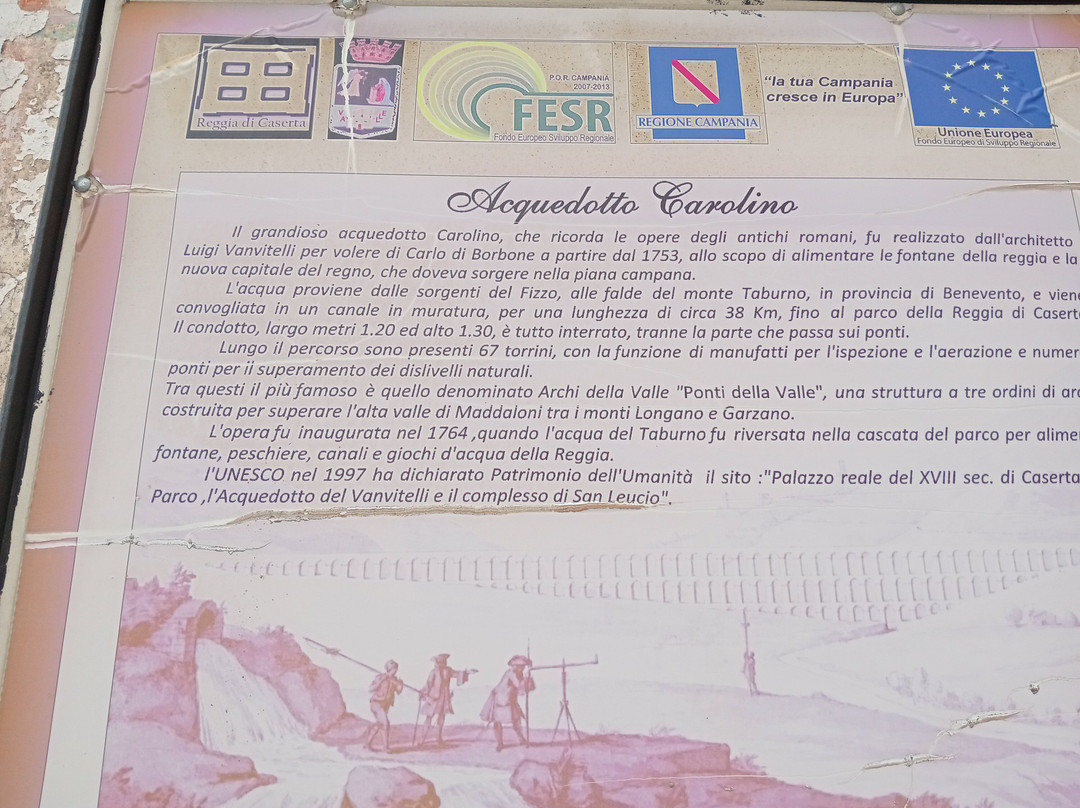 Reggia di Caserta
P.O.R. CAMPANIA
2007-2013
FESR
Fondo Europeo Sviluppo Regionale
REGIONE CAMPANIA
"la tua Campania
cresce in Europa"
Unione Europea
Fondo Europeo di Sviluppo Regionale
Acquedotto Carolino
Il grandioso acquedotto Carolino, che ricorda le opere degli antichi romani, fu realizzato dall'architetto
Luigi Vanvitelli per volere di Carlo di Borbone a partire dal 1753, allo scopo di alimentare le fontane della reggia e la
nuova capitale del regno, che doveva sorgere nella piana campana.
L'acqua proviene dalle sorgenti del Fizzo, alle falde del monte Taburno, in provincia di Benevento, e viene
convogliata in un canale in muratura, per una lunghezza di circa 38 Km, fino al parco della Reggia di Caserta
Il condotto, largo metri 1.20 ed alto 1.30, è tutto interrato, tranne la parte che passa sui ponti.
Lungo il percorso sono presenti 67 torrini, con la funzione di manufatti per l'ispezione e l'aerazione e numer
ponti per il superamento dei dislivelli naturali.
Tra questi il più famoso è quello denominato Archi della Valle "Ponti della Valle", una struttura a tre ordini di arc
costruita per superare l'alta valle di Maddaloni tra i monti Longano e Garzano.
L'opera fu inaugurata nel 1764 ,quando l'acqua del Taburno fu riversata nella cascata del parco per alime
fontane, peschiere, canali e giochi d'acqua della Reggia.
l'UNESCO nel 1997 ha dichiarato Patrimonio dell'Umanità il sito :"Palazzo reale del XVIII sec. di Caserta
Parco ,l'Acquedotto del Vanvitelli e il complesso di San Leucio".